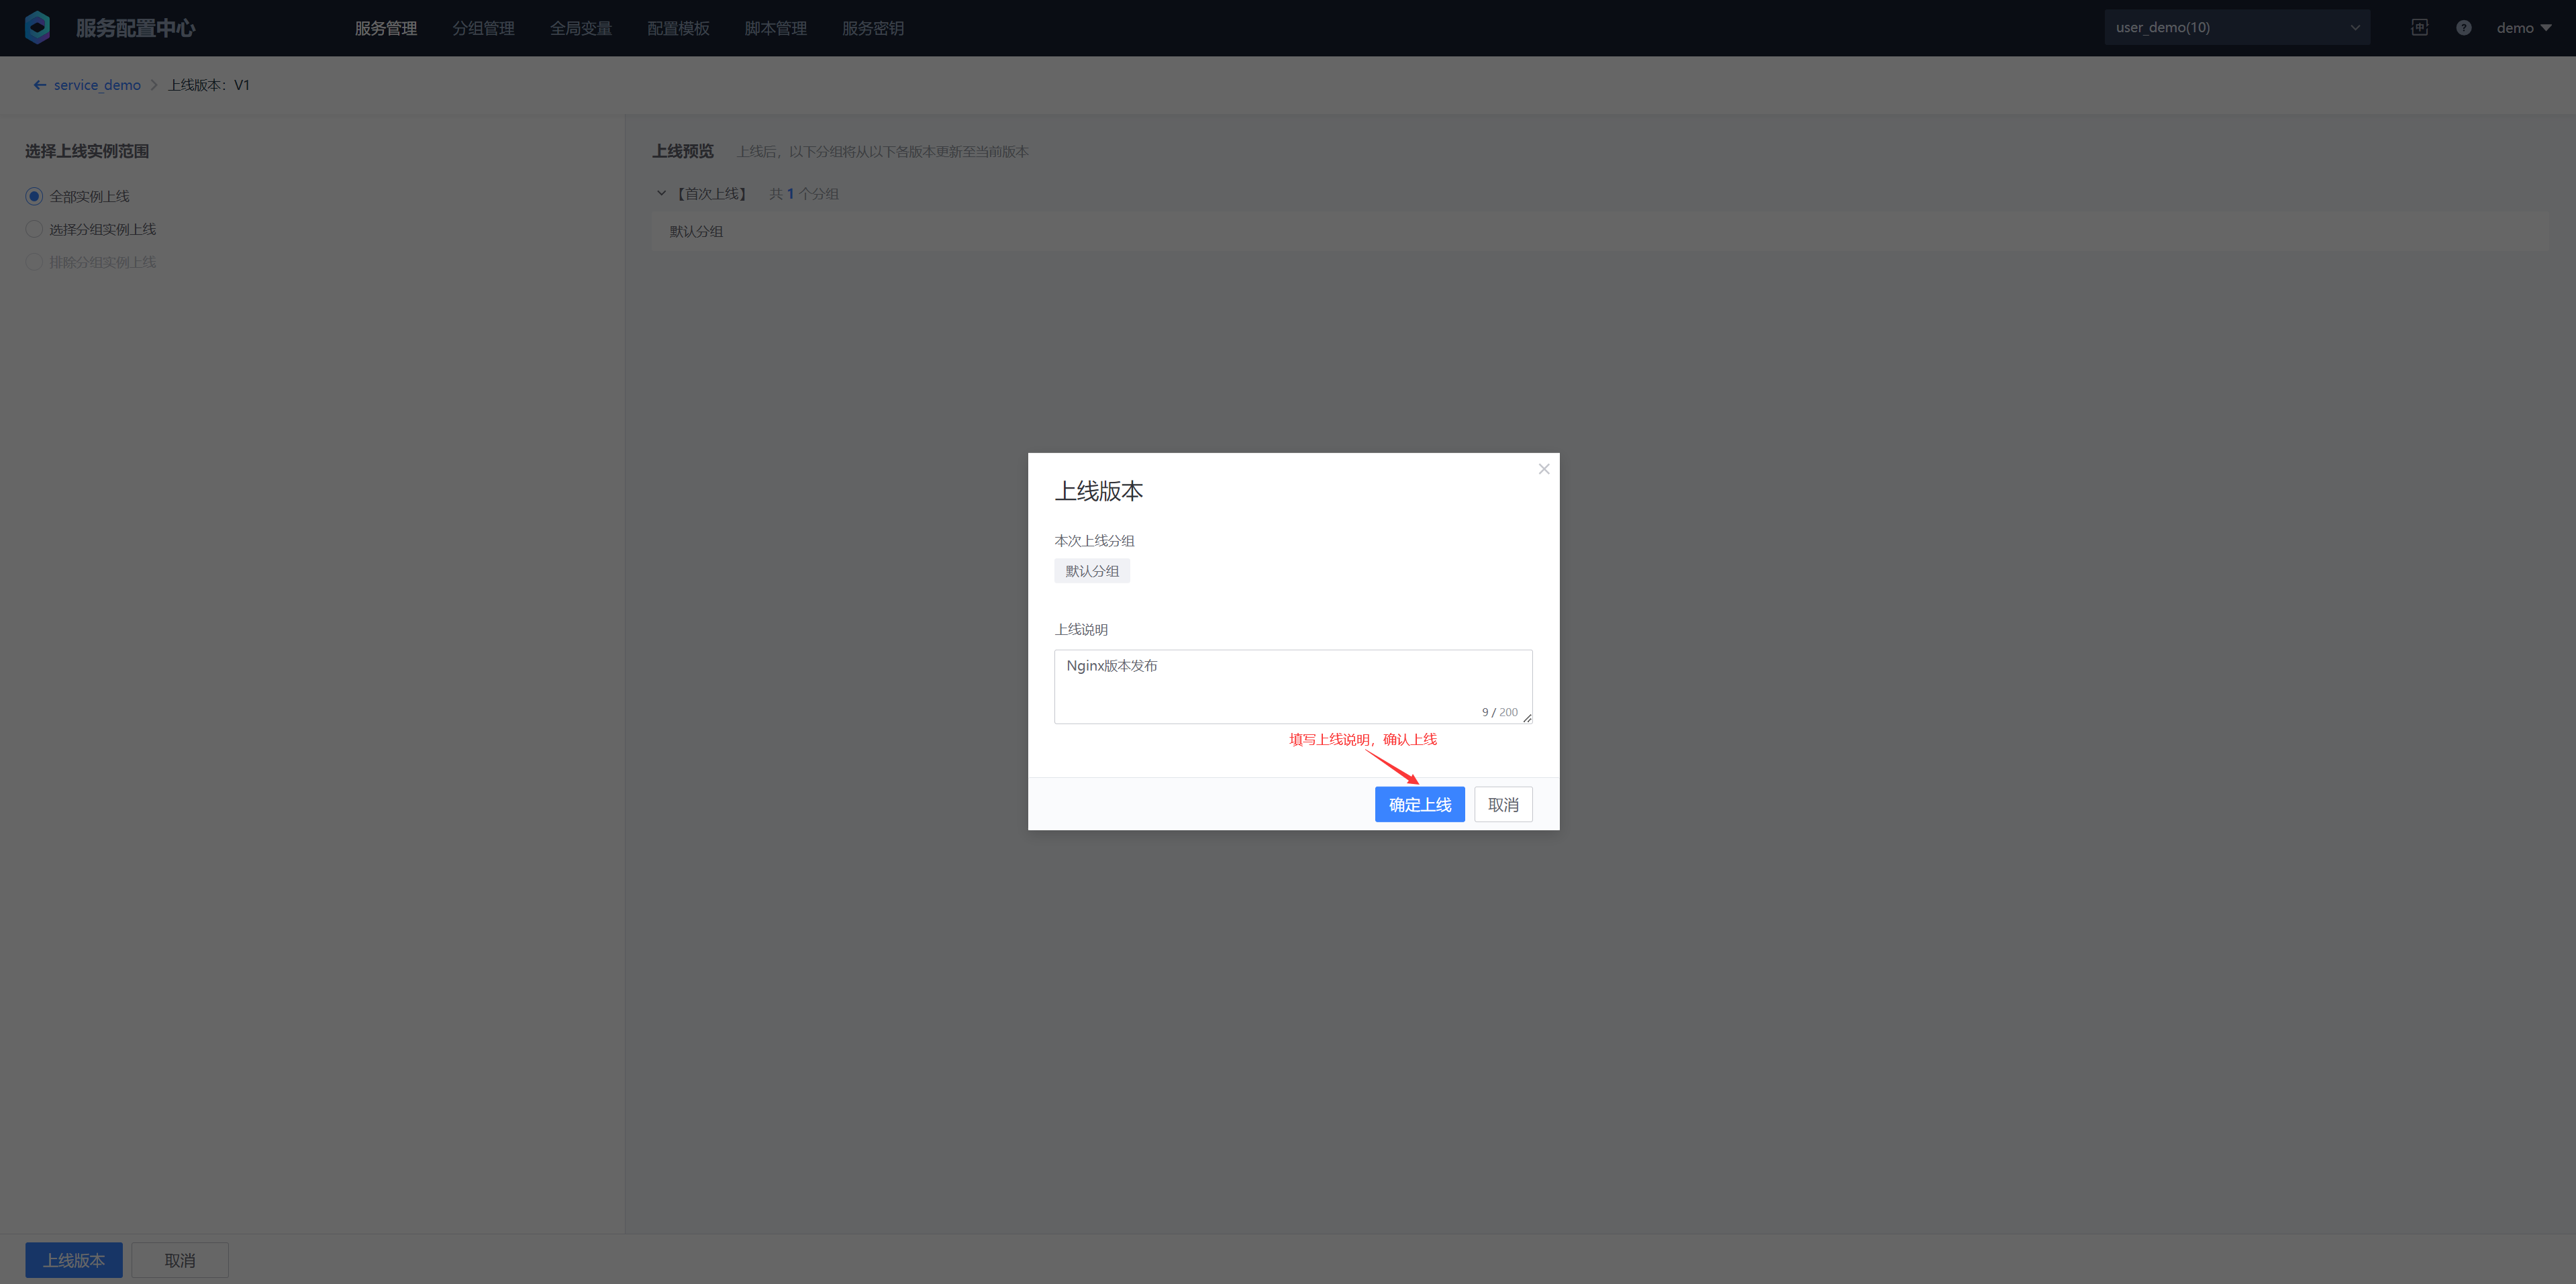 服务配置中心 服务管理 分组管理 全局变量 配置模板 脚本管理 服务密钥 user_demo(10) 中 ? demo
service_demo 上线版本：V1
选择上线实例范围
全部实例上线
选择分组实例上线
排除分组实例上线
上线预览 上线后，以下分组将从以下各版本更新至当前版本
【首次上线】 共 1 个分组
默认分组
上线版本
本次上线分组
默认分组
上线说明
Nginx版本发布
9 / 200
填写上线说明，确认上线
确定上线 取消
上线版本 取消